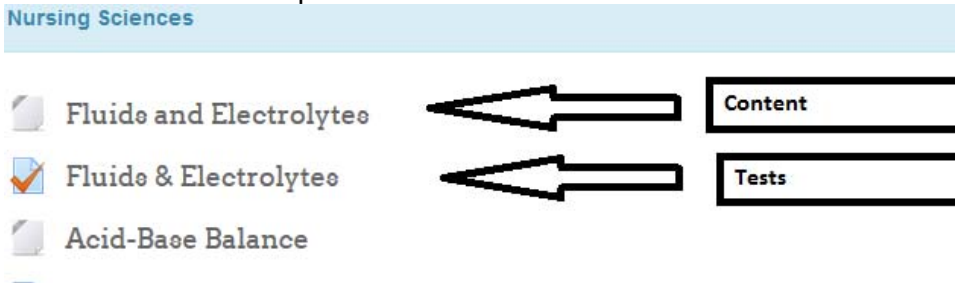 Nursing Sciences
Fluids and Electrolytes
Content
Fluids & Electrolytes
Tests
Acid-Base Balance